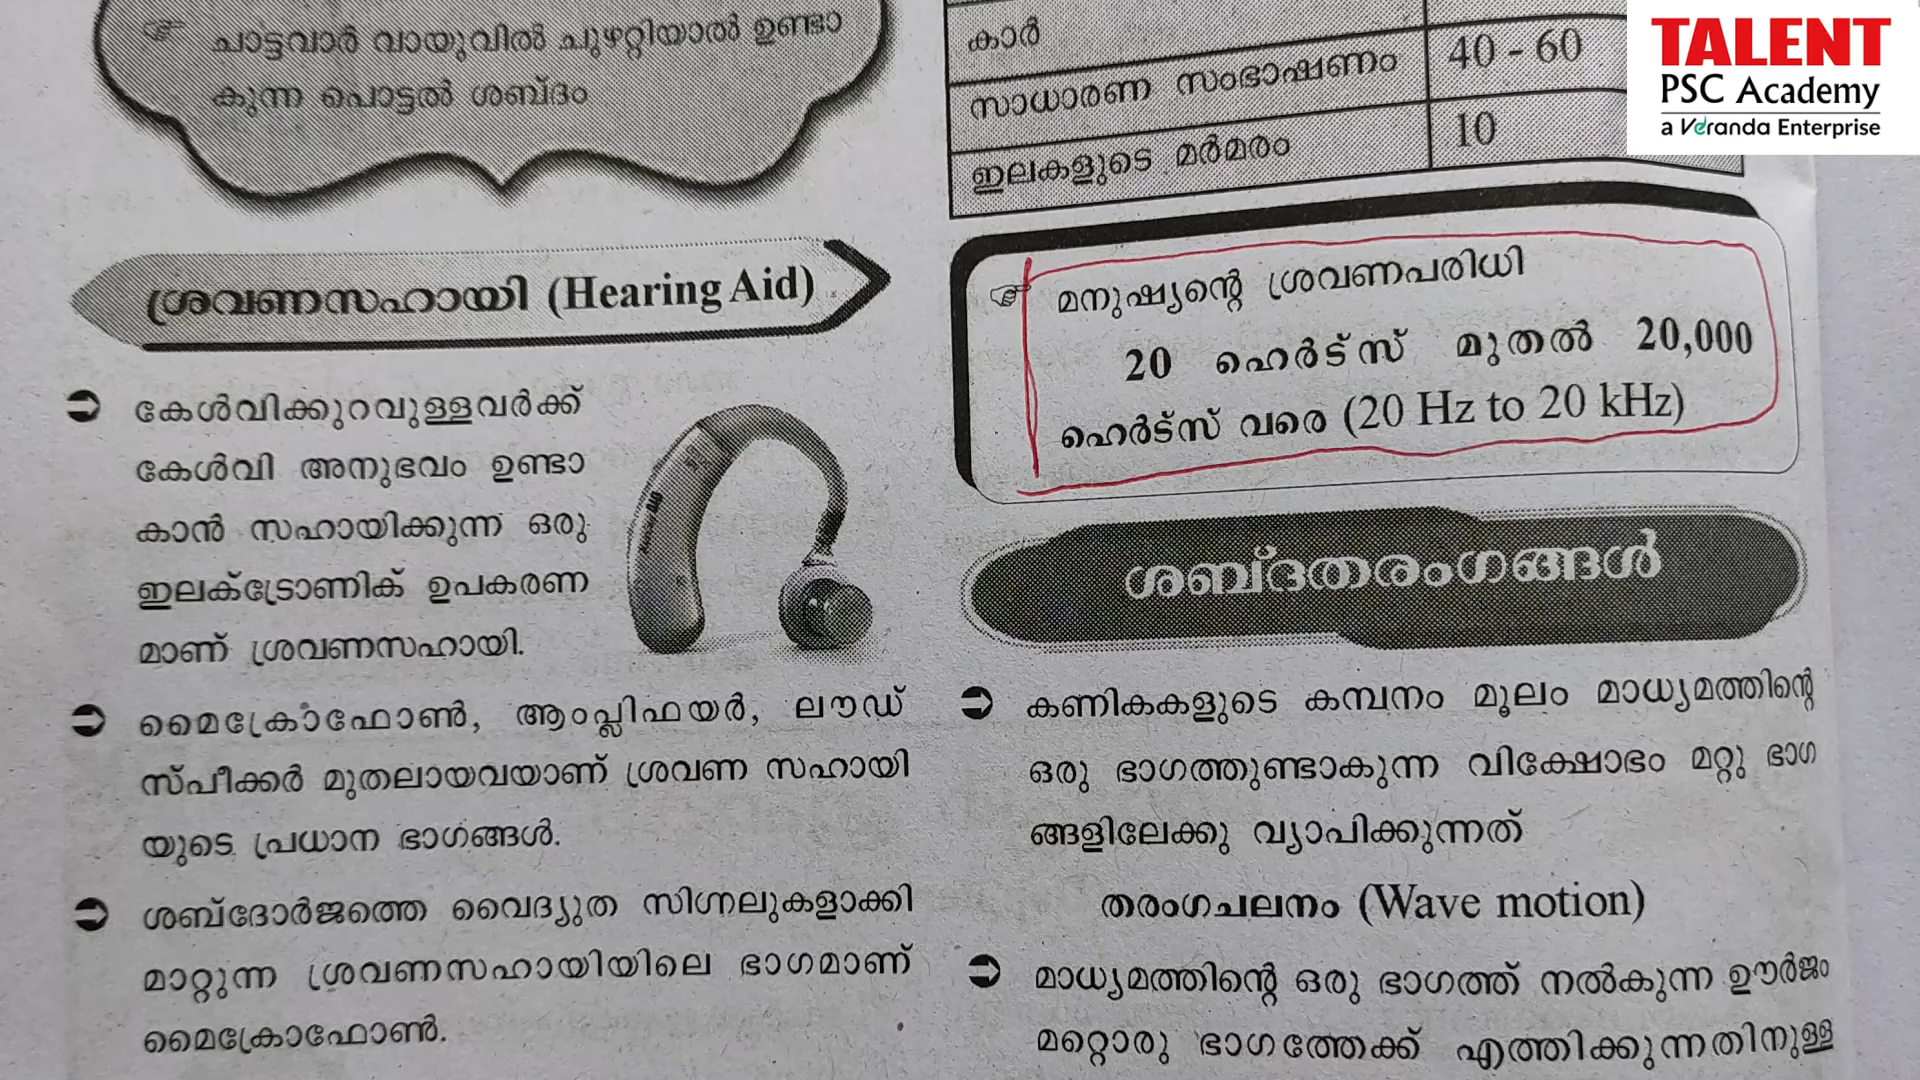 ചാട്ടവാർ വായുവിൽ ചുഴറ്റിയാൽ ഉണ്ടാ
കുന്ന പൊട്ടൽ ശബ്ദം
ശ്രവണസഹായി (Hearing Aid)
കേൾവിക്കുറവുള്ളവർക്ക്
കേൾവി അനുഭവം ഉണ്ടാ
കാൻ സഹായിക്കുന്ന ഒരു
ഇലക്ട്രോണിക് ഉപകരണ
മാണ് ശ്രവണസഹായി.
മൈക്രോഫോൺ, ആംപ്ലിഫയർ, ലൗഡ്
സ്പീക്കർ മുതലായവയാണ് ശ്രവണ സഹായി
യുടെ പ്രധാന ഭാഗങ്ങൾ.
ശബ്ദോർജത്തെ വൈദ്യുത സിഗ്നലുകളാക്കി
മാറ്റുന്ന ശ്രവണസഹായിയിലെ ഭാഗമാണ്
മൈക്രോഫോൺ.
കാർ
സാധാരണ സംഭാഷണം 40 - 60
ഇലകളുടെ മർമരം 10
മനുഷ്യന്റെ ശ്രവണപരിധി
20 ഹെർട്സ് മുതൽ 20,000
ഹെർട്സ് വരെ (20 Hz to 20 kHz)
ശബ്ദതരംഗങ്ങൾ
കണികകളുടെ കമ്പനം മൂലം മാധ്യമത്തിന്റെ
ഒരു ഭാഗത്തുണ്ടാകുന്ന വിക്ഷോഭം മറ്റു ഭാഗ
ങ്ങളിലേക്കു വ്യാപിക്കുന്നത്
തരംഗചലനം (Wave motion)
മാധ്യമത്തിന്റെ ഒരു ഭാഗത്ത് നൽകുന്ന ഊർജം
മറ്റൊരു ഭാഗത്തേക്ക് എത്തിക്കുന്നതിനുള്ള
TALENT
PSC Academy
a Veranda Enterprise